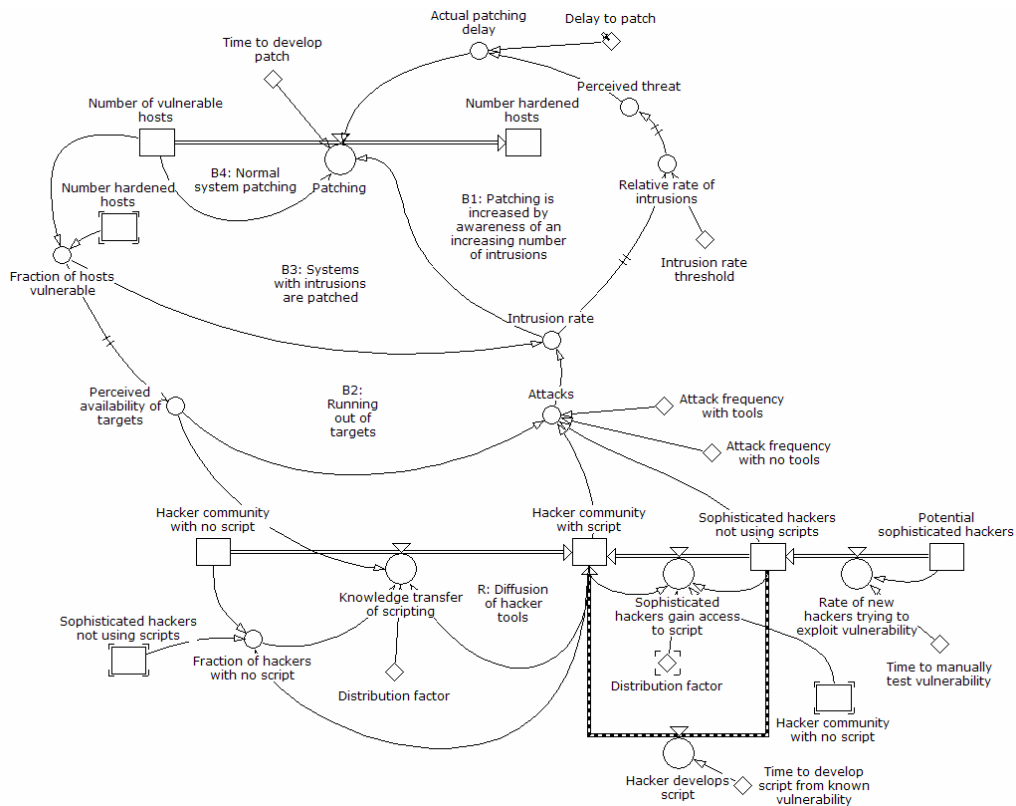 Actual patching
delay
Delay to patch
Time to develop
patch
Perceived threat
Number of vulnerable
hosts
Number hardened
hosts
B4: Normal
system patching
Patching
Number hardened
hosts
Relative rate of
intrusions
B1: Patching is
increased by
awareness of an
increasing number
of intrusions
B3: Systems
with intrusions
are patched
Intrusion rate
threshold
Fraction of hosts
vulnerable
Intrusion rate
Perceived
availability of
targets
B2:
Running
out of
targets
Attacks
Attack frequency
with tools
Attack frequency
with no tools
Hacker community
with no script
Hacker community
with script
Sophisticated hackers
not using scripts
Potential
sophisticated hackers
Knowledge transfer
of scripting
R: Diffusion
of hacker
tools
Sophisticated
hackers gain access
to script
Rate of new
hackers trying to
exploit vulnerability
Sophisticated hackers
not using scripts
Fraction of hackers
with no script
Distribution factor
Distribution factor
Time to manually
test vulnerability
Hacker community
with no script
Hacker develops
script
Time to develop
script from known
vulnerability